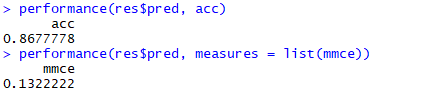 > performance(res$pred, acc)
acc
0.8677778
> performance(res$pred, measures = list(mmce))
mmce
0.1322222